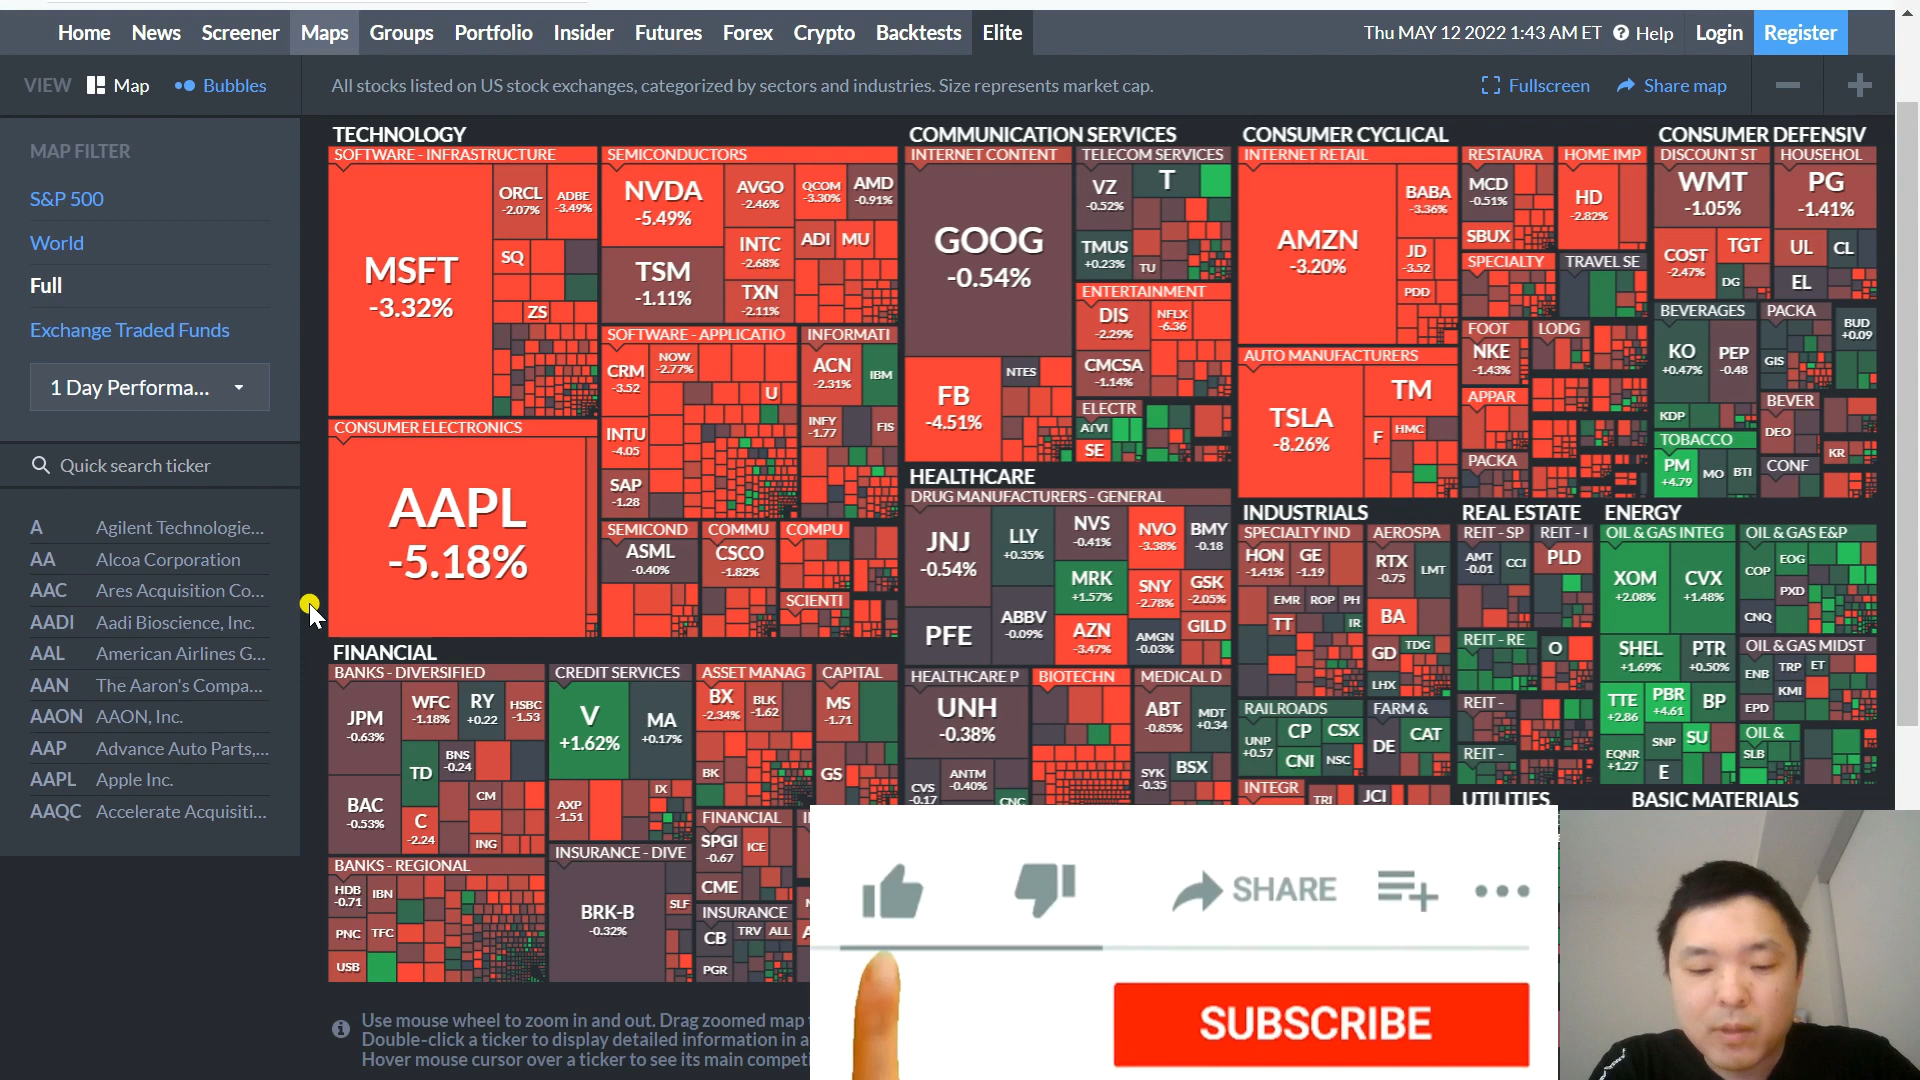 Home News Screener Maps Groups Portfolio Insider Futures Forex Crypto Backtests Elite Thu MAY 12 2022 1:43 AM ET Help Login Register
VIEW Map Bubbles All stocks listed on US stock exchanges, categorized by sectors and industries. Size represents market cap. Fullscreen Share map
MAP FILTER
S&P 500
World
Full
Exchange Traded Funds
1 Day Performa...
Quick search ticker
A Agilent Technologie...
AA Alcoa Corporation
AAC Ares Acquisition Co...
AADI Aadi Bioscience, Inc.
AAL American Airlines G...
AAN The Aaron's Compa...
AAON AAON, Inc.
AAP Advance Auto Parts,...
AAPL Apple Inc.
AAQC Accelerate Acquisiti...
TECHNOLOGY
SOFTWARE - INFRASTRUCTURE
MSFT
-3.32%
ORCL
-2.07%
ADBE
-3.49%
SQ
ZS
CONSUMER ELECTRONICS
AAPL
-5.18%
SEMICONDUCTORS
NVDA
-5.49%
AVGO
-2.46%
QCOM
-3.30%
AMD
-0.91%
TSM
-1.11%
INTC
-2.68%
ADI MU
TXN
-2.11%
SOFTWARE - APPLICATIO
CRM
-3.52
NOW
-2.77%
U
INTU
-4.05
SAP
-1.28
INFORMATI
ACN
-2.31%
IBM
INFY
-1.77
FIS
SEMICOND
ASML
-0.40%
COMMU
CSCO
-1.82%
COMPU
SCIENTI
COMMUNICATION SERVICES
INTERNET CONTENT
GOOG
-0.54%
FB
-4.51%
NTES
TELECOM SERVICES
VZ
-0.52%
T
TMUS
+0.23%
TU
ENTERTAINMENT
DIS
-2.29%
NFLX
-6.36
CMCSA
-1.14%
ELECTR
SE
CONSUMER CYCLICAL
INTERNET RETAIL
AMZN
-3.20%
BABA
-3.36%
JD
-3.52
PDD
AUTO MANUFACTURERS
TSLA
-8.26%
TM
F HMC
RESTAURA
MCD
-0.51%
SBUX
HOME IMP
HD
-2.82%
SPECIALTY
TRAVEL SE
FOOT
NKE
-1.43%
LODG
APPAR
PACKA
CONSUMER DEFENSIV
DISCOUNT ST
WMT
-1.05%
COST
-2.47%
TGT
DG
HOUSEHOL
PG
-1.41%
UL CL
EL
BEVERAGES
KO
+0.47%
PEP
-0.48
KDP
PACKA
GIS
BUD
+0.09
TOBACCO
PM
+4.79
MO BTI
BEVER
DEO
CONF
KR
HEALTHCARE
DRUG MANUFACTURERS - GENERAL
JNJ
-0.54%
LLY
+0.35%
NVS
-0.41%
NVO
-3.38%
BMY
-0.18
MRK
+1.57%
SNY
-2.78%
GSK
-2.05%
PFE
ABBV
-0.09%
AZN
-3.47%
AMGN
-0.03%
GILD
HEALTHCARE P
UNH
-0.38%
CVS
-0.17
ANTM
-0.40%
CNC
BIOTECHN
MEDICAL D
ABT
-0.85%
MDT
+0.34
SYK
-0.35
BSX
INDUSTRIALS
SPECIALTY IND
HON
-1.41%
GE
-1.19
EMR ROP PH
TT IR
AEROSPA
RTX
-0.75
LMT
BA
GD TDG
LHX
RAILROADS
UNP
+0.57
CP CSX
CNI NSC
FARM &
DE CAT
INTEGR
TRI JCI
REAL ESTATE
REIT - SP
AMT
-0.01
CCI
REIT - I
PLD
REIT - RE
O
REIT -
REIT -
ENERGY
OIL & GAS INTEG
XOM
+2.08%
CVX
+1.48%
SHEL
+1.69%
PTR
+0.50%
TTE
+2.86
PBR
+4.61
BP
EQNR
+1.27
SNP SU
E
OIL & GAS E&P
COP EOG
PXD
CNQ
OIL & GAS MIDST
ENB TRP ET
KMI
EPD
OIL &
SLB
UTILITIES
BASIC MATERIALS
FINANCIAL
BANKS - DIVERSIFIED
JPM
-0.63%
WFC
-1.18%
RY
+0.22
HSBC
-1.53
TD
BNS
-0.24
BAC
-0.53%
C
-2.24
CM
ING
BANKS - REGIONAL
HDB
-0.71
IBN
PNC TFC
USB
CREDIT SERVICES
V
+1.62%
MA
+0.17%
AXP
-1.51
IX
INSURANCE - DIVE
BRK-B
-0.32%
SLF
ASSET MANAG
BX
-2.34%
BLK
-1.62
BK
CAPITAL
MS
-1.71
GS
FINANCIAL
SPGI
-0.67
ICE
CME
INSURANCE
CB TRV ALL
PGR
Use mouse wheel to zoom in and out. Drag zoomed map
Double-click a ticker to display detailed information in a
Hover mouse cursor over a ticker to see its main competi
SHARE
SUBSCRIBE